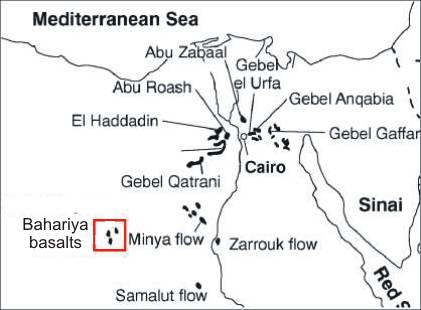 Mediterranean Sea
Abu Zabaal
Gebel
el Urfa
Abu Roash
Gebel Anqabia
El Haddadin
Gebel Gaffar
Cairo
Gebel Qatrani
Sinai
Bahariya
basalts
Minya flow
Zarrouk flow
Red S
Samalut flow